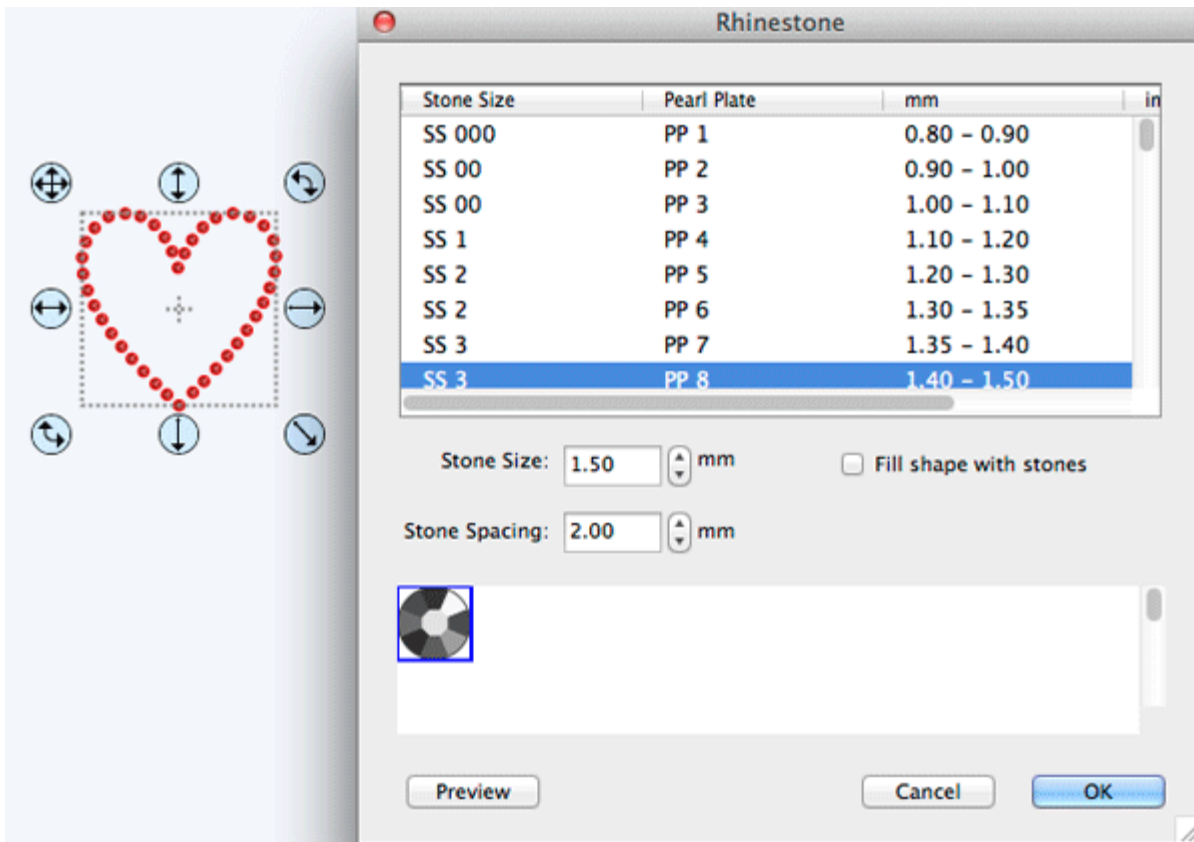 Rhinestone
Stone Size Pearl Plate mm in
SS 000 PP 1 0.80 – 0.90
SS 00 PP 2 0.90 – 1.00
SS 00 PP 3 1.00 – 1.10
SS 1 PP 4 1.10 – 1.20
SS 2 PP 5 1.20 – 1.30
SS 2 PP 6 1.30 – 1.35
SS 3 PP 7 1.35 – 1.40
SS 3 PP 8 1.40 – 1.50
Stone Size: 1.50 mm Fill shape with stones
Stone Spacing: 2.00 mm
Preview Cancel OK